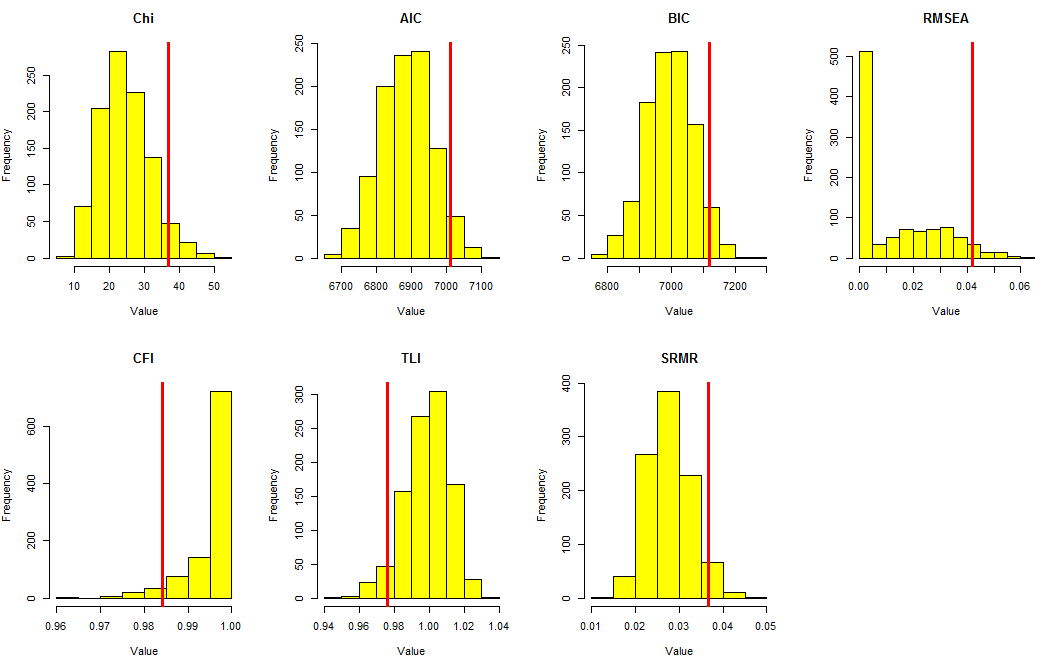 Chi AIC BIC RMSEA
Frequency 0 50 100 150 200 250
10 20 30 40 50
Value
Frequency 0 50 100 150 200 250
6700 6800 6900 7000 7100
Value
Frequency 0 50 100 150 200 250
6800 7000 7200
Value
Frequency 0 100 200 300 400 500
0.00 0.02 0.04 0.06
Value
CFI TLI SRMR
Frequency 0 200 400 600
0.96 0.97 0.98 0.99 1.00
Value
Frequency 0 50 100 150 200 250 300
0.94 0.96 0.98 1.00 1.02 1.04
Value
Frequency 0 100 200 300 400
0.01 0.02 0.03 0.04 0.05
Value